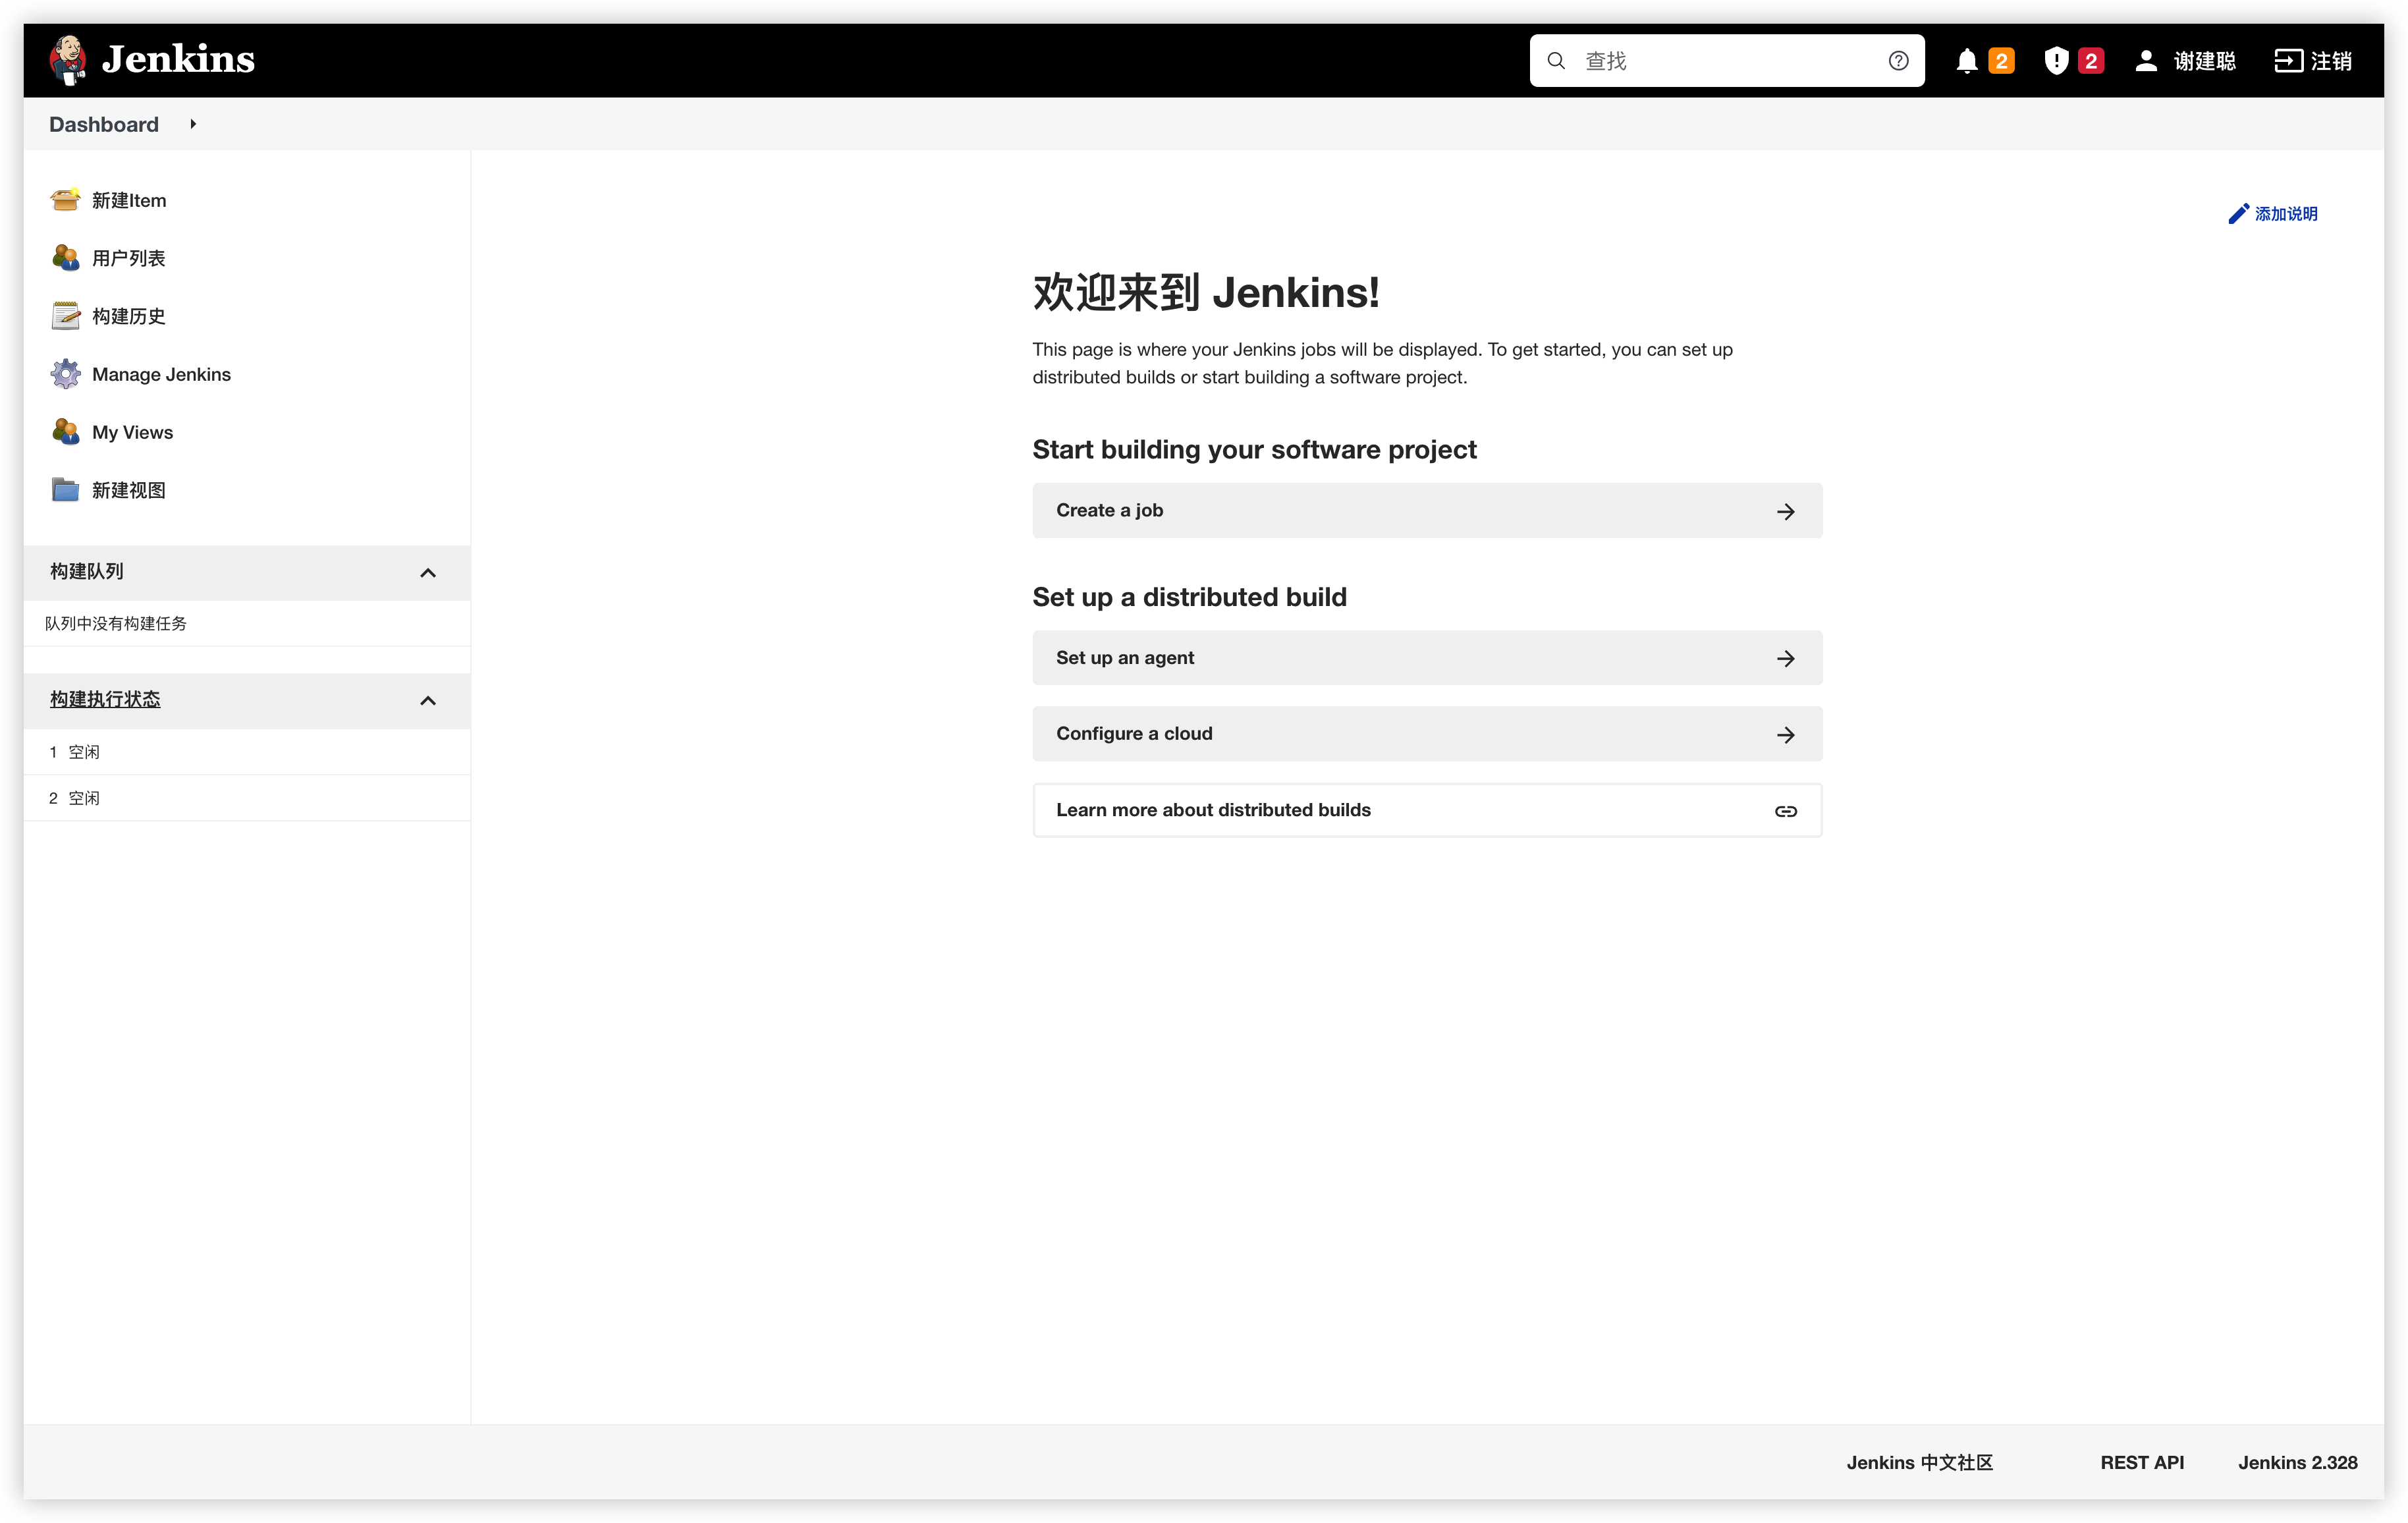 Jenkins
查找
2
2
谢建聪
注销
Dashboard
新建Item
用户列表
构建历史
Manage Jenkins
My Views
新建视图
构建队列
队列中没有构建任务
构建执行状态
1 空闲
2 空闲
添加说明
欢迎来到 Jenkins!
This page is where your Jenkins jobs will be displayed. To get started, you can set up
distributed builds or start building a software project.
Start building your software project
Create a job
Set up a distributed build
Set up an agent
Configure a cloud
Learn more about distributed builds
Jenkins 中文社区
REST API
Jenkins 2.328